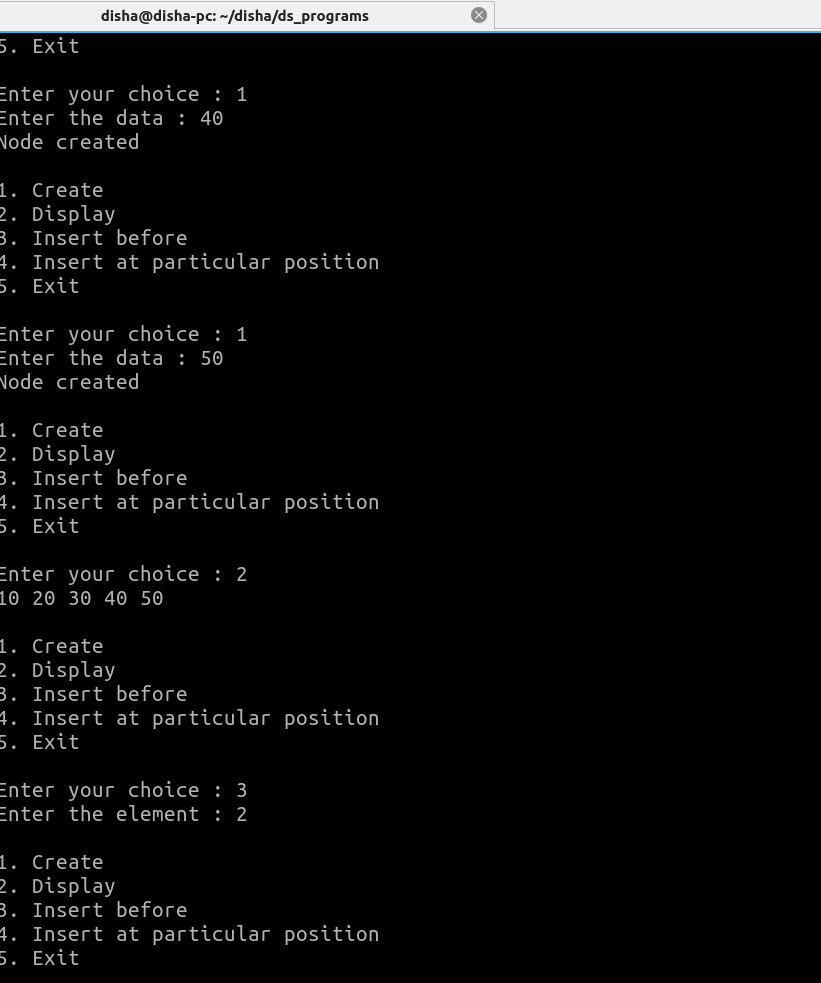 disha@disha-pc: ~/disha/ds_programs
5. Exit
Enter your choice : 1
Enter the data : 40
Node created
1. Create
2. Display
3. Insert before
4. Insert at particular position
5. Exit
Enter your choice : 1
Enter the data : 50
Node created
1. Create
2. Display
3. Insert before
4. Insert at particular position
5. Exit
Enter your choice : 2
10 20 30 40 50
1. Create
2. Display
3. Insert before
4. Insert at particular position
5. Exit
Enter your choice : 3
Enter the element : 2
1. Create
2. Display
3. Insert before
4. Insert at particular position
5. Exit